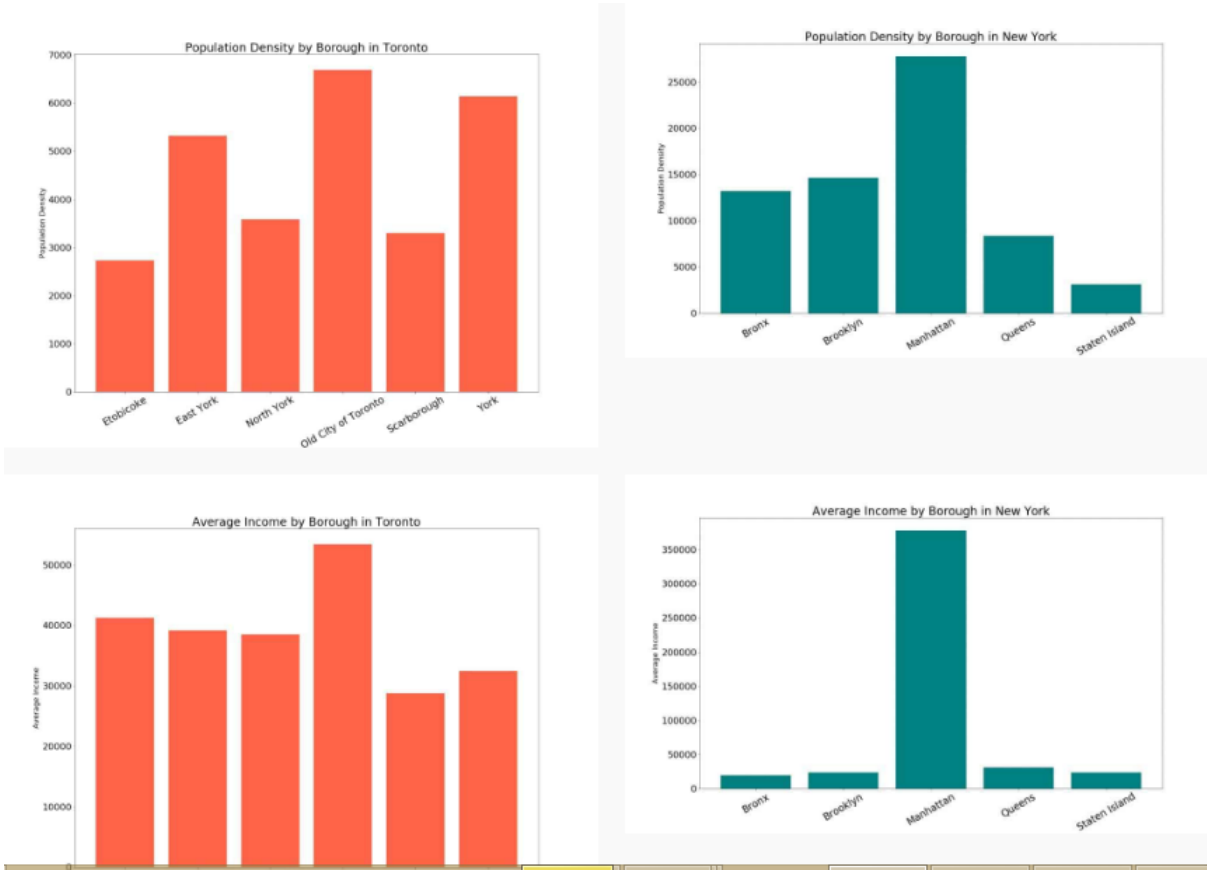 Population Density by Borough in Toronto
7000
6000
5000
4000
3000
2000
1000
0
Population Density
Etobicoke
East York
North York
Old City of Toronto
Scarborough
York
Population Density by Borough in New York
25000
20000
15000
10000
5000
0
Population Density
Bronx
Brooklyn
Manhattan
Queens
Staten Island
Average Income by Borough in Toronto
50000
40000
30000
20000
10000
0
Average Income
Average Income by Borough in New York
350000
300000
250000
200000
150000
100000
50000
0
Average Income
Bronx
Brooklyn
Manhattan
Queens
Staten Island